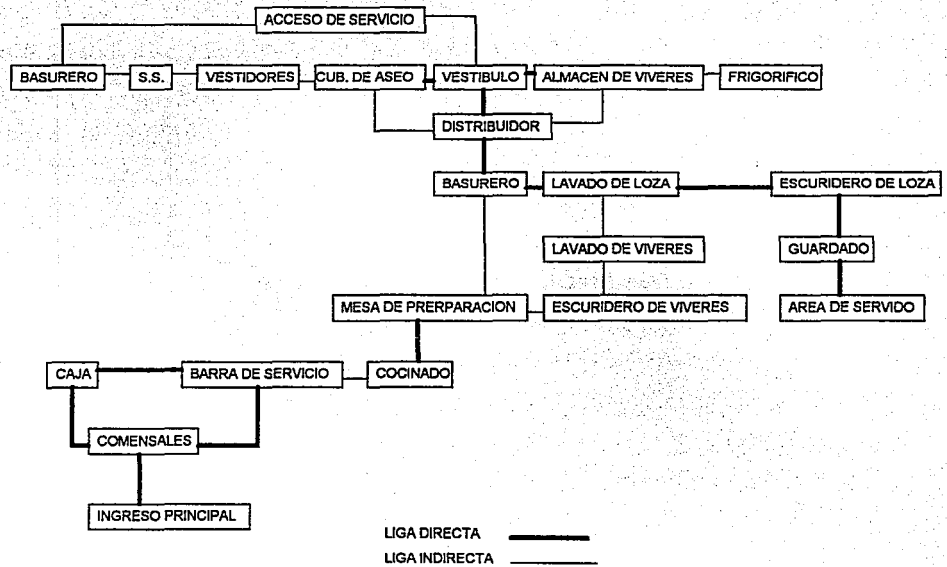 ACCESO DE SERVICIO
BASURERO
S.S.
VESTIDORES
CUB. DE ASEO
VESTIBULO
ALMACEN DE VIVERES
FRIGORIFICO
DISTRIBUIDOR
BASURERO
LAVADO DE LOZA
ESCURIDERO DE LOZA
LAVADO DE VIVERES
GUARDADO
MESA DE PRERPARACION
ESCURIDERO DE VIVERES
AREA DE SERVIDO
CAJA
BARRA DE SERVICIO
COCINADO
COMENSALES
INGRESO PRINCIPAL
LIGA DIRECTA
LIGA INDIRECTA